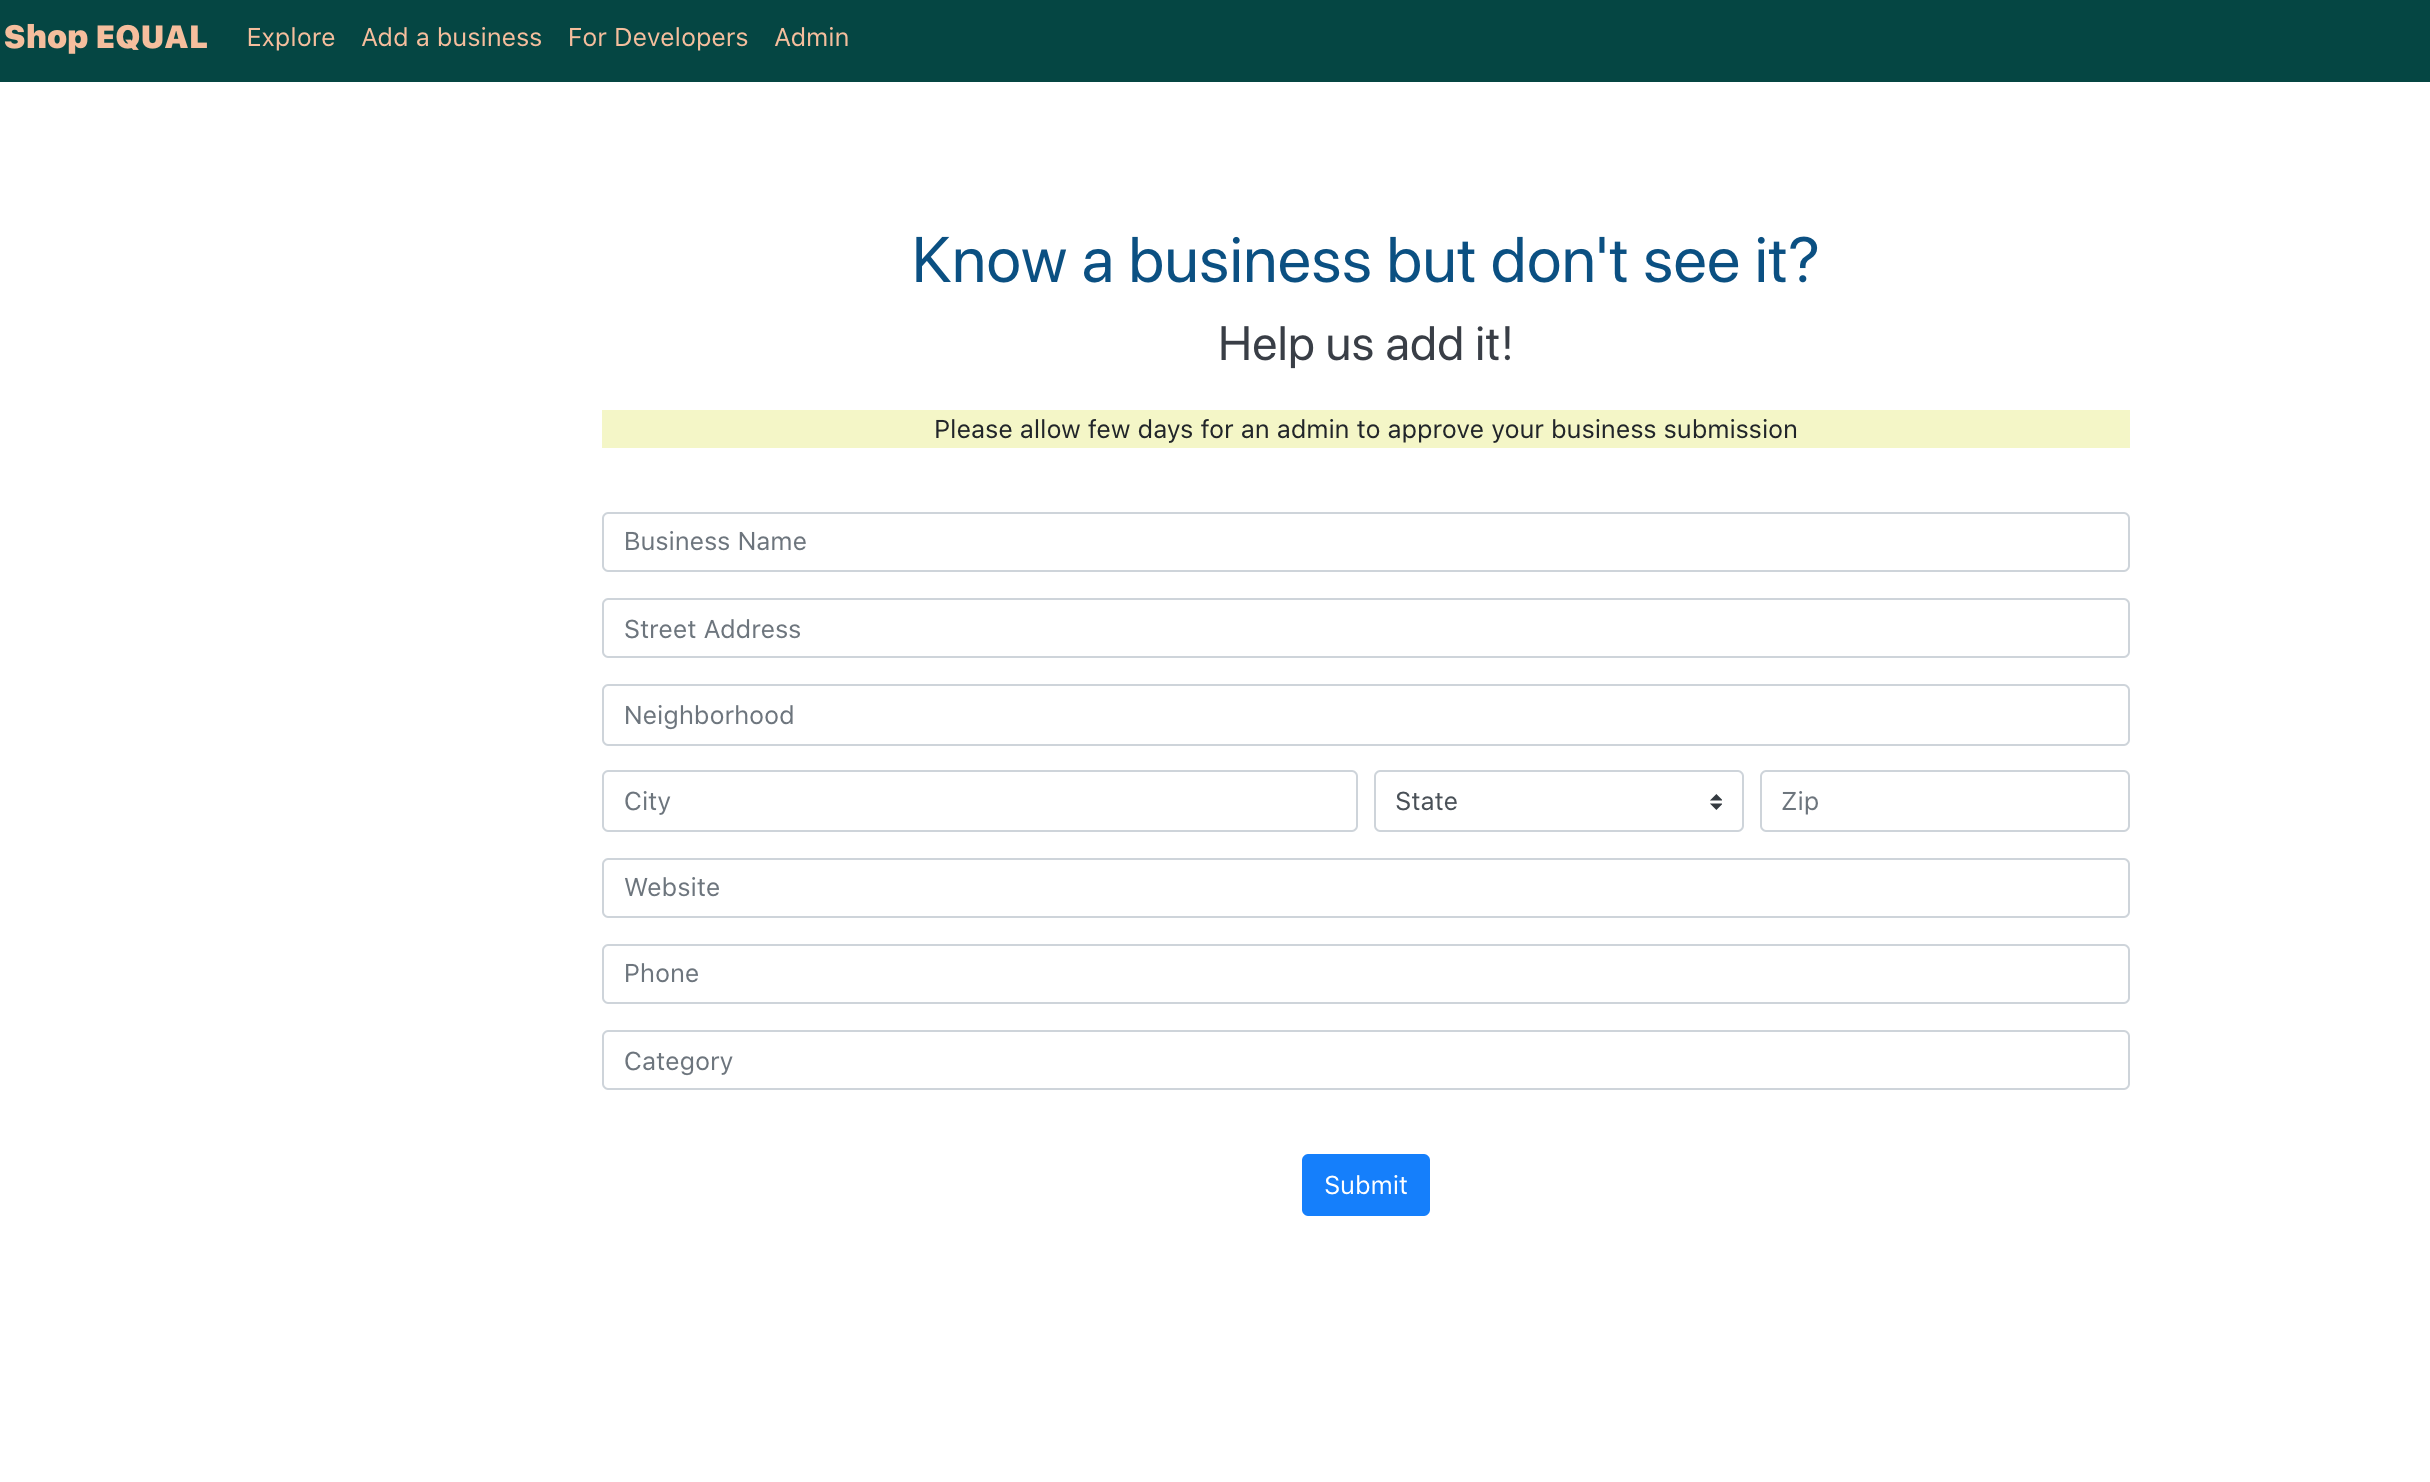 Shop EQUAL Explore Add a business For Developers Admin
Know a business but don't see it?
Help us add it!
Please allow few days for an admin to approve your business submission
Business Name
Street Address
Neighborhood
City State Zip
Website
Phone
Category
Submit